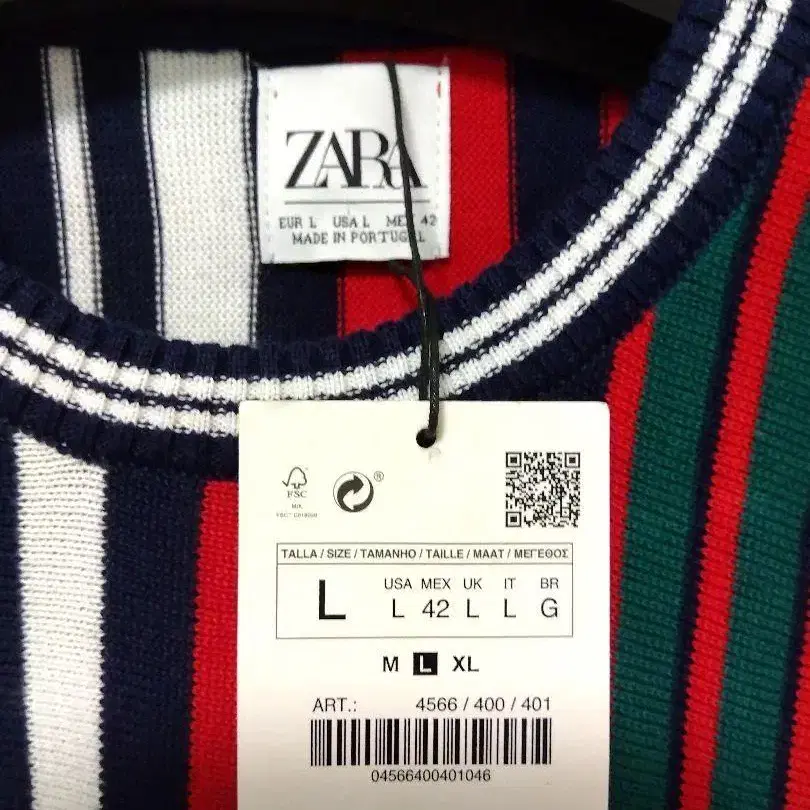 ZARA
EUR L USA L MEX 42
MADE IN PORTUGAL
FSC
MIX
®
TALLA / SIZE / TAMANHO / TAILLE / MAAT / ΜΕΓΕΘΟΣ
L
USA MEX UK IT BR
L 42 L L G
M L XL
ART.: 4566 / 400 / 401
04566400401046